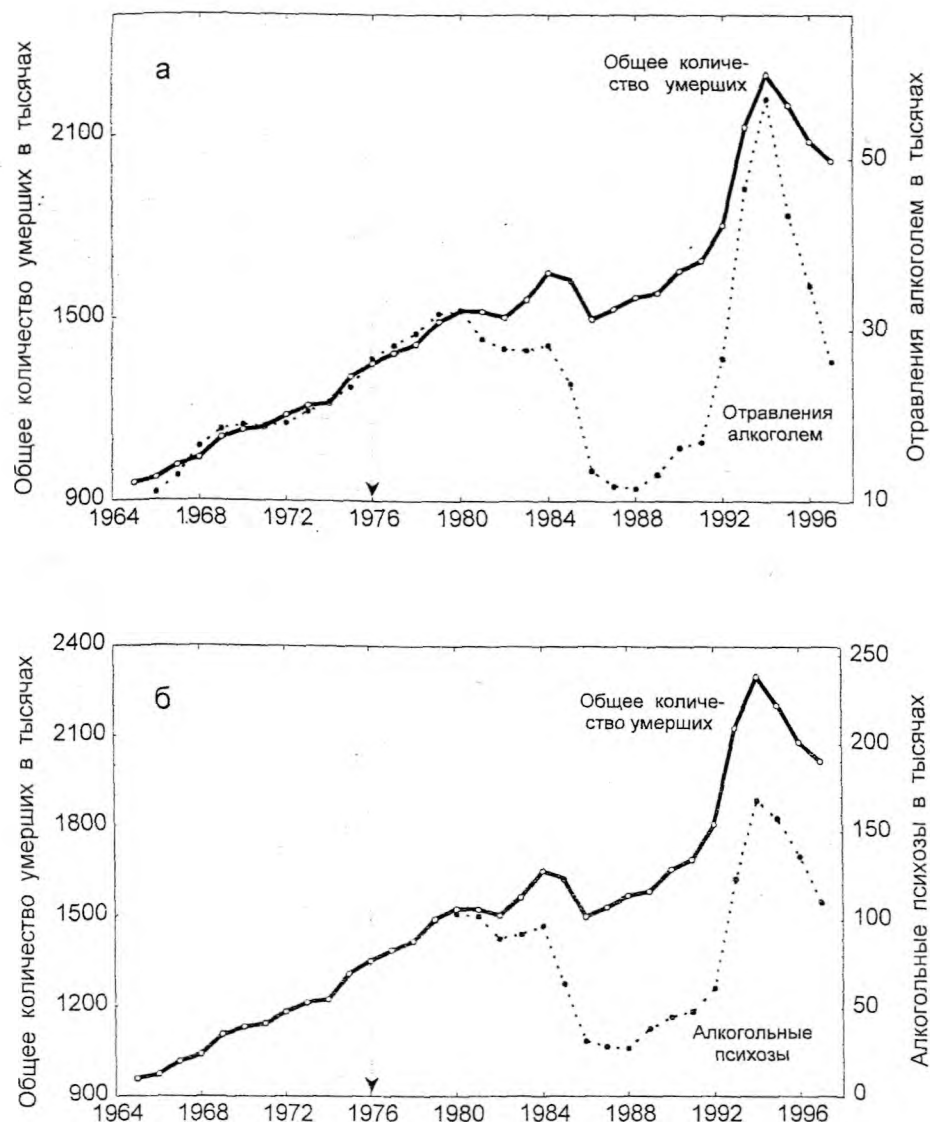 а
Общее количе-
ство умерших
Отравления
алкоголем
Общее количество умерших в тысячах
2100
1500
900
Отравления алкоголем в тысячах
50
30
10
1964 1968 1972 1976 1980 1984 1988 1992 1996
б
Общее количе-
ство умерших
Алкогольные
психозы
Общее количество умерших в тысячах
2400
2100
1800
1500
1200
900
Алкогольные психозы в тысячах
250
200
150
100
50
0
1964 1968 1972 1976 1980 1984 1988 1992 1996